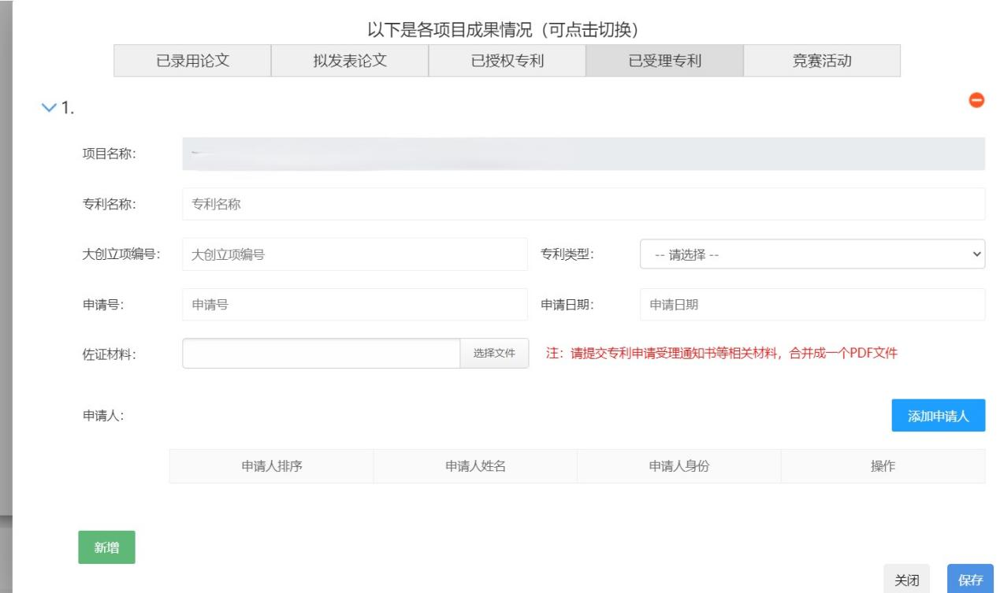 以下是各项目成果情况（可点击切换）
已录用论文 拟发表论文 已授权专利 已受理专利 竞赛活动
1.
项目名称:
专利名称: 专利名称
大创立项编号: 大创立项编号 专利类型: -- 请选择 --
申请号: 申请号 申请日期: 申请日期
佐证材料: 选择文件 注：请提交专利申请受理通知书等相关材料，合并成一个PDF文件
申请人: 添加申请人
申请人排序 申请人姓名 申请人身份 操作
新增
关闭 保存